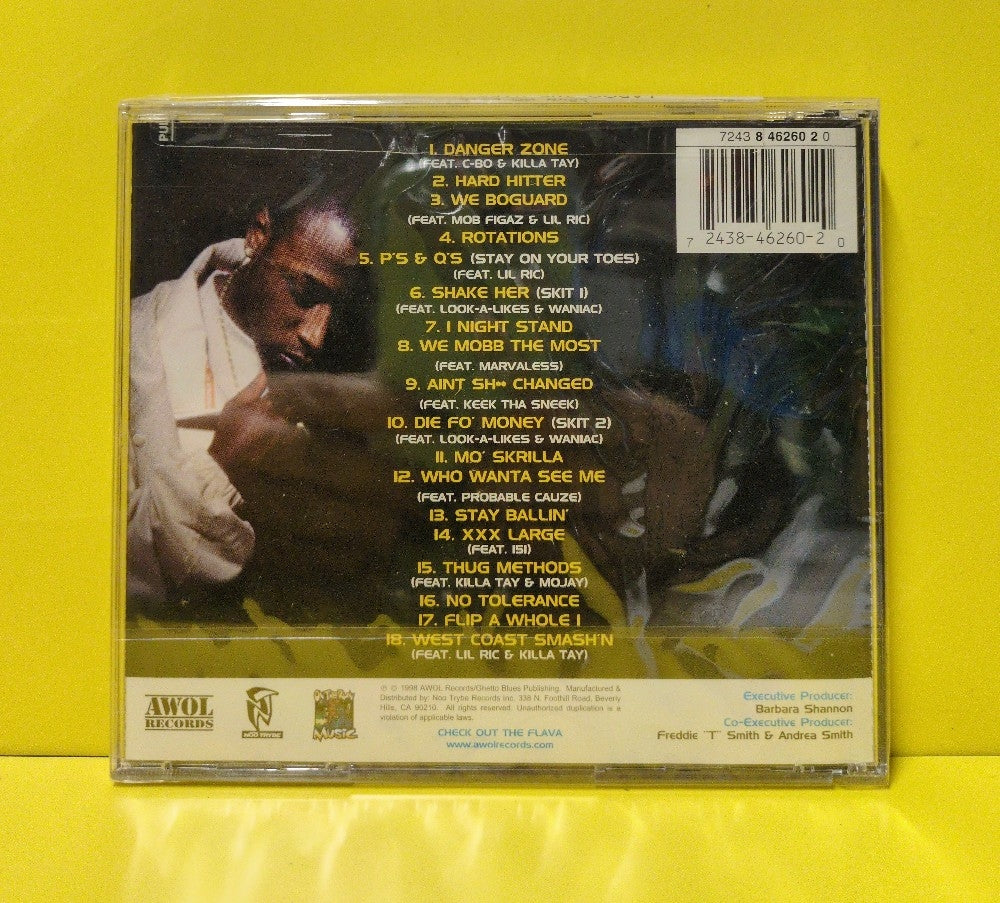 PU
7243 8 46260 2 0
7 2438-46260-2 0
1. DANGER ZONE
(FEAT. C-BO & KILLA TAY)
2. HARD HITTER
3. WE BOGUARD
(FEAT. MOB FIGAZ & LIL RIC)
4. ROTATIONS
5. P'S & Q'S (STAY ON YOUR TOES)
(FEAT. LIL RIC)
6. SHAKE HER (SKIT 1)
(FEAT. LOOK-A-LIKES & WANIAC)
7. 1 NIGHT STAND
8. WE MOBB THE MOST
(FEAT. MARVALESS)
9. AINT SH** CHANGED
(FEAT. KEEK THA SNEEK)
10. DIE FO' MONEY (SKIT 2)
(FEAT. LOOK-A-LIKES & WANIAC)
11. MO' SKRILLA
12. WHO WANTA SEE ME
(FEAT. PROBABLE CAUZE)
13. STAY BALLIN'
14. XXX LARGE
(FEAT. 151)
15. THUG METHODS
(FEAT. KILLA TAY & MOJAY)
16. NO TOLERANCE
17. FLIP A WHOLE 1
18. WEST COAST SMASH'N
(FEAT. LIL RIC & KILLA TAY)
AWOL
RECORDS
NOO TRYBE
MUSIC
℗ © 1998 AWOL Records/Ghetto Blues Publishing. Manufactured &
Distributed by: Noo Trybe Records Inc. 338 N. Foothill Road, Beverly
Hills, CA 90210. All rights reserved. Unauthorized duplication is a
violation of applicable laws.
CHECK OUT THE FLAVA
www.awolrecords.com
Executive Producer:
Barbara Shannon
Co-Executive Producer:
Freddie "T" Smith & Andrea Smith